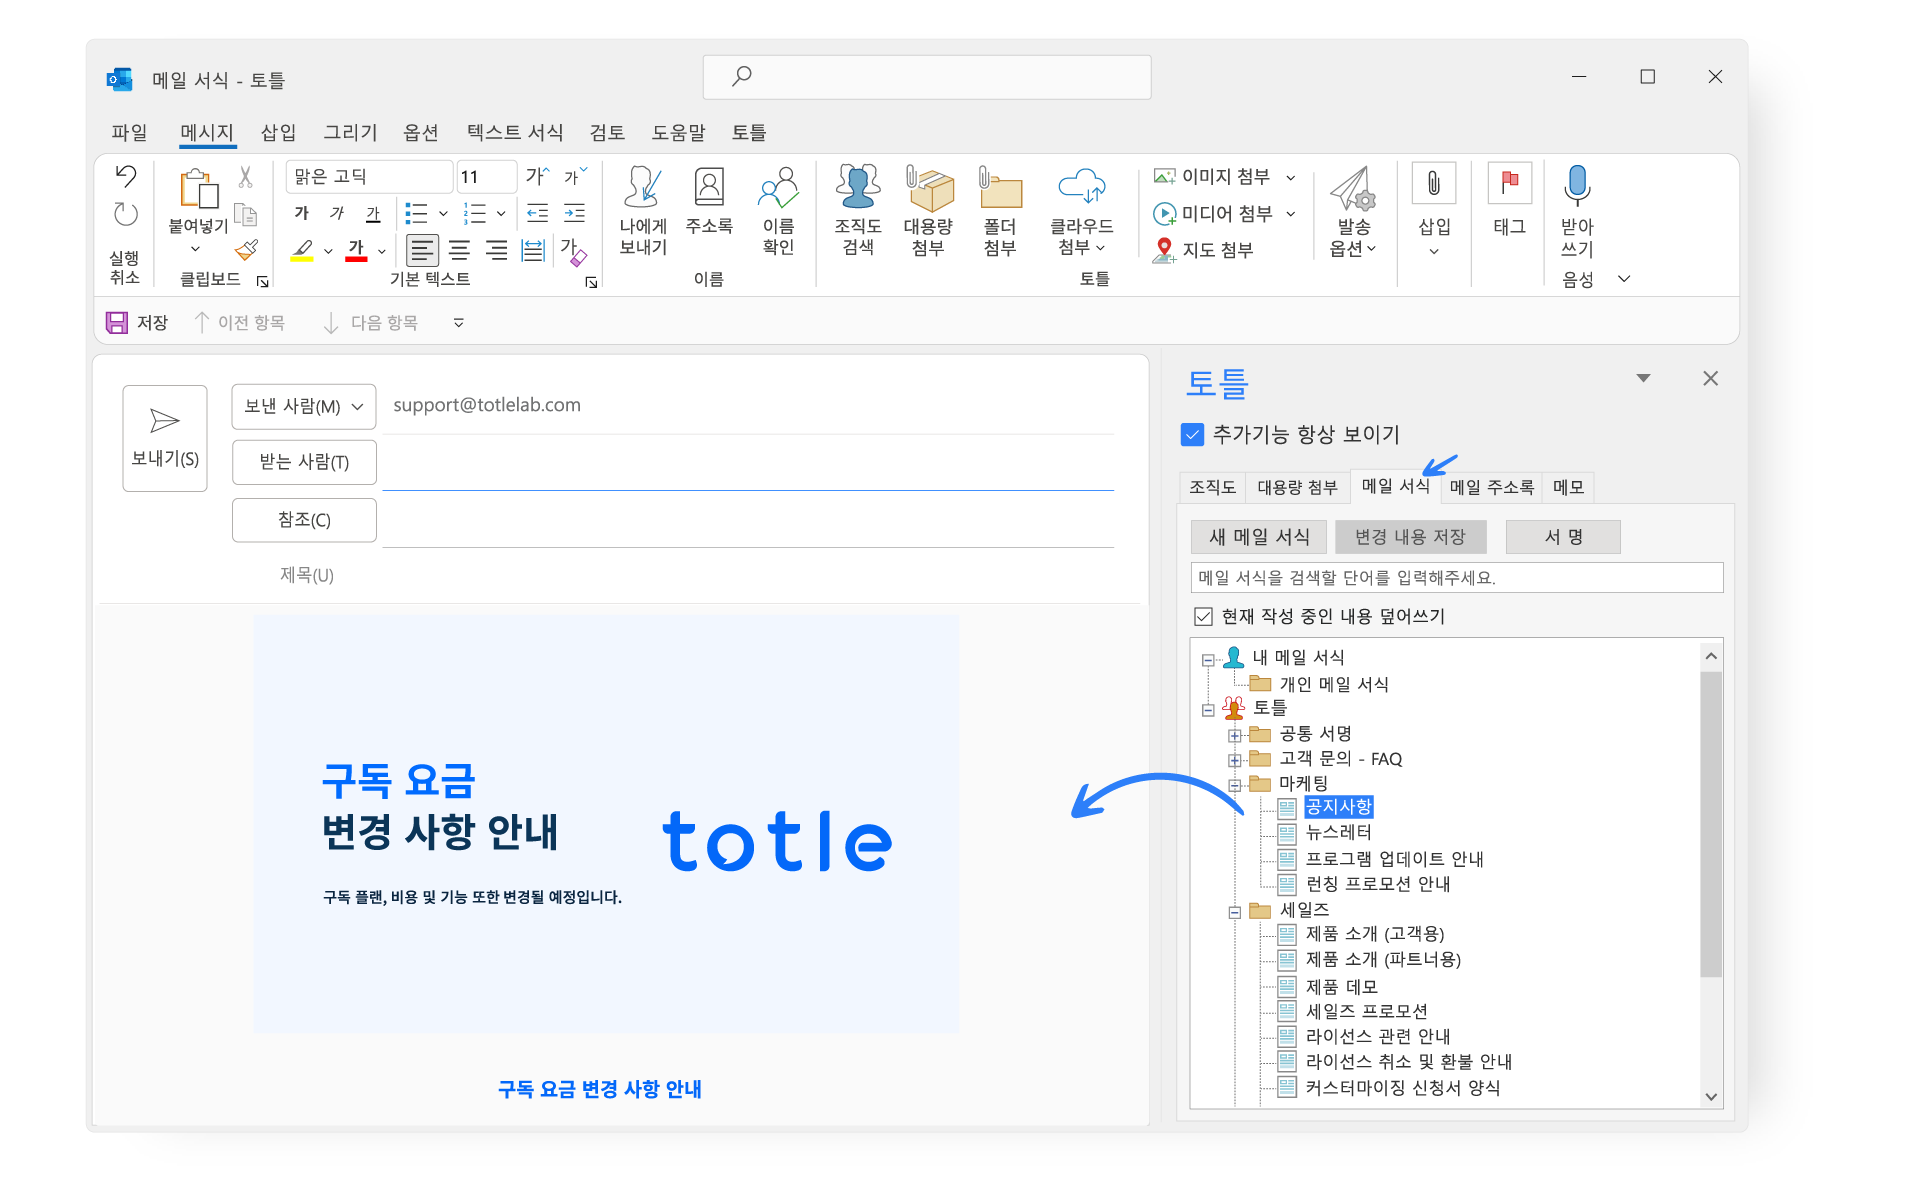 메일 서식 - 토틀
파일 메시지 삽입 그리기 옵션 텍스트 서식 검토 도움말 토틀
실행
취소
붙여넣기
클립보드
맑은 고딕 11 가 가
가 가 가
가 가
기본 텍스트
나에게
보내기
주소록
이름
확인
이름
조직도
검색
대용량
첨부
폴더
첨부
클라우드
첨부
이미지 첨부
미디어 첨부
지도 첨부
토틀
발송
옵션
삽입
태그
받아
쓰기
음성
저장 이전 항목 다음 항목
보내기(S)
보낸 사람(M) support@totlelab.com
받는 사람(T)
참조(C)
제목(U)
구독 요금
변경 사항 안내
구독 플랜, 비용 및 기능 또한 변경될 예정입니다.
totle
구독 요금 변경 사항 안내
토틀
추가기능 항상 보이기
조직도 대용량 첨부 메일 서식 메일 주소록 메모
새 메일 서식 변경 내용 저장 서 명
메일 서식을 검색할 단어를 입력해주세요.
현재 작성 중인 내용 덮어쓰기
내 메일 서식
개인 메일 서식
토틀
공통 서명
고객 문의 - FAQ
마케팅
공지사항
뉴스레터
프로그램 업데이트 안내
런칭 프로모션 안내
세일즈
제품 소개 (고객용)
제품 소개 (파트너용)
제품 데모
세일즈 프로모션
라이선스 관련 안내
라이선스 취소 및 환불 안내
커스터마이징 신청서 양식